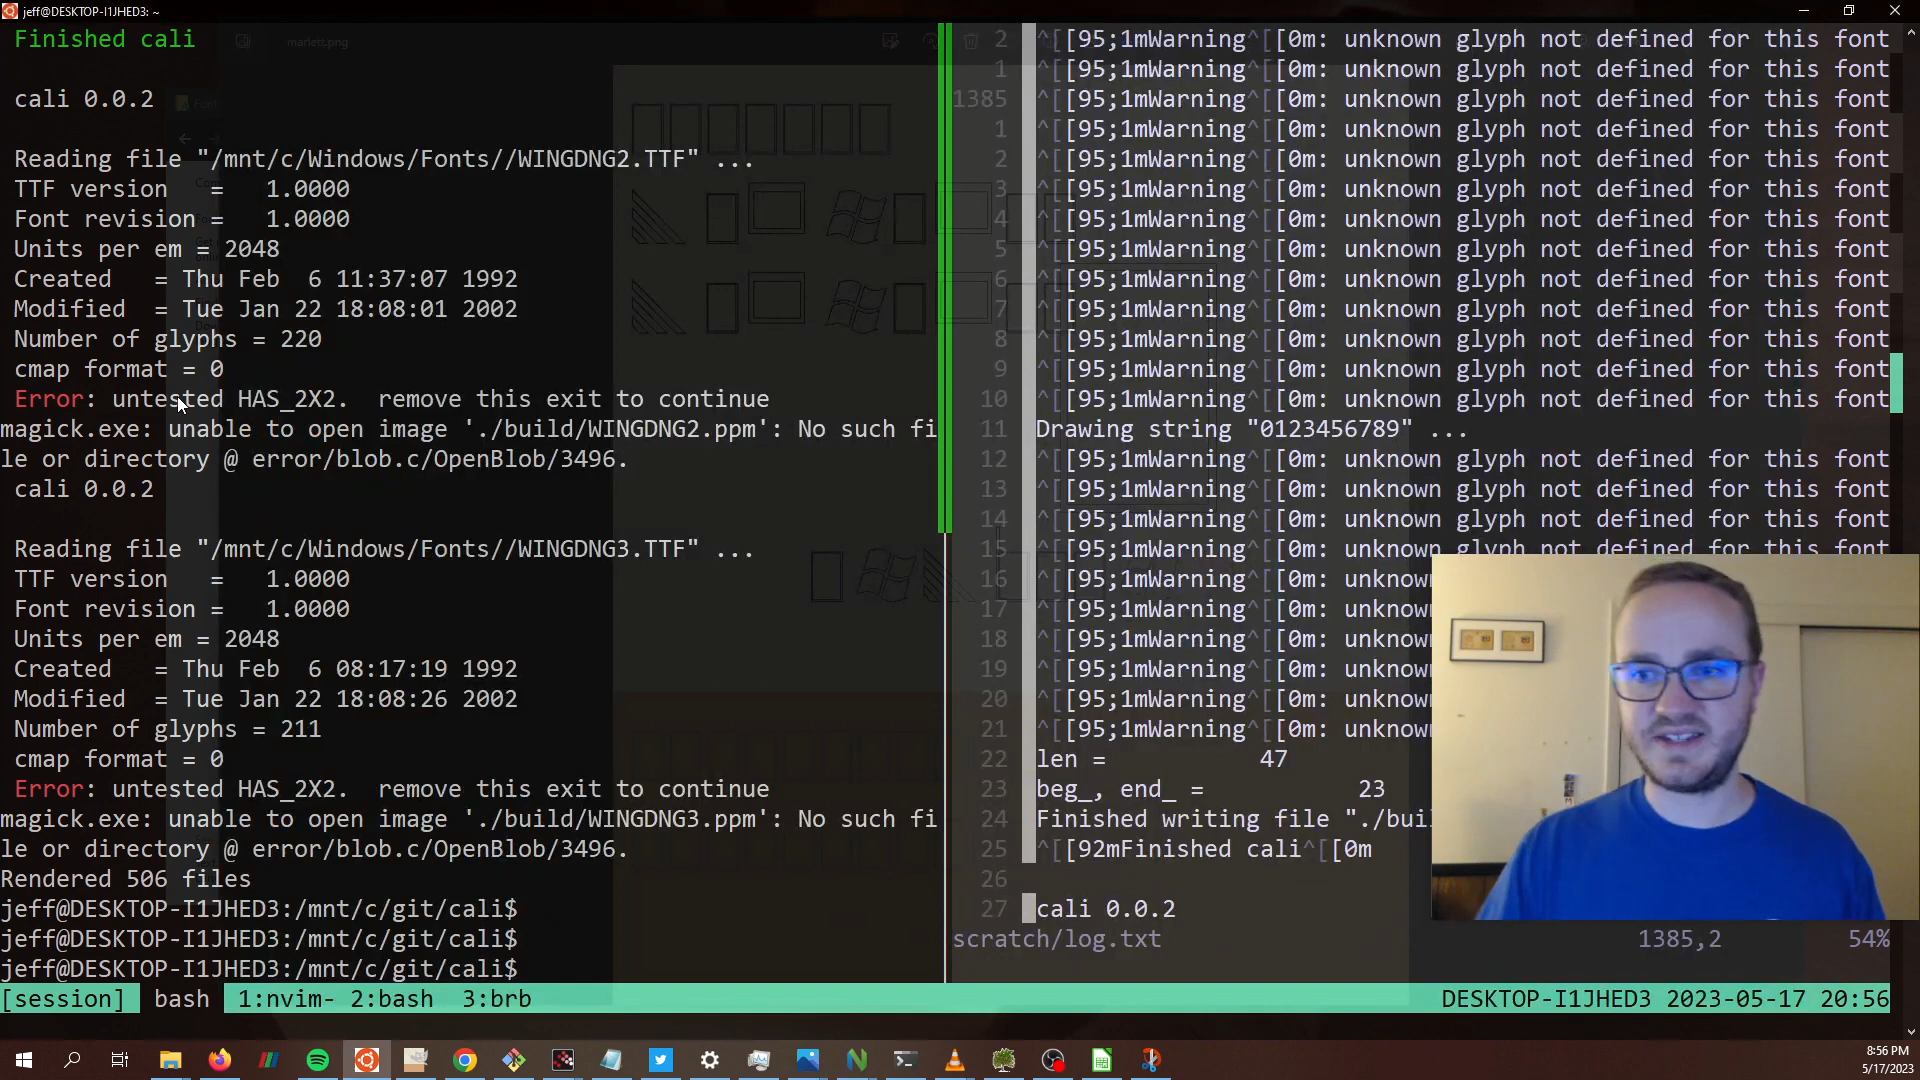 jeff@DESKTOP-I1JHED3: ~
Finished cali
marlett.png
cali 0.0.2
Reading file "/mnt/c/Windows/Fonts//WINGDNG2.TTF" ...
TTF version   =   1.0000
Font revision =   1.0000
Units per em = 2048
Created   = Thu Feb  6 11:37:07 1992
Modified  = Tue Jan 22 18:08:01 2002
Number of glyphs = 220
cmap format = 0
Error: untested HAS_2X2.  remove this exit to continue
magick.exe: unable to open image './build/WINGDNG2.ppm': No such fi
le or directory @ error/blob.c/OpenBlob/3496.
cali 0.0.2
Reading file "/mnt/c/Windows/Fonts//WINGDNG3.TTF" ...
TTF version   =   1.0000
Font revision =   1.0000
Units per em = 2048
Created   = Thu Feb  6 08:17:19 1992
Modified  = Tue Jan 22 18:08:26 2002
Number of glyphs = 211
cmap format = 0
Error: untested HAS_2X2.  remove this exit to continue
magick.exe: unable to open image './build/WINGDNG3.ppm': No such fi
le or directory @ error/blob.c/OpenBlob/3496.
Rendered 506 files
jeff@DESKTOP-I1JHED3:/mnt/c/git/cali$
jeff@DESKTOP-I1JHED3:/mnt/c/git/cali$
jeff@DESKTOP-I1JHED3:/mnt/c/git/cali$
2 ^[[95;1mWarning^[[0m: unknown glyph not defined for this font
1 ^[[95;1mWarning^[[0m: unknown glyph not defined for this font
1385 ^[[95;1mWarning^[[0m: unknown glyph not defined for this font
1 ^[[95;1mWarning^[[0m: unknown glyph not defined for this font
2 ^[[95;1mWarning^[[0m: unknown glyph not defined for this font
3 ^[[95;1mWarning^[[0m: unknown glyph not defined for this font
4 ^[[95;1mWarning^[[0m: unknown glyph not defined for this font
5 ^[[95;1mWarning^[[0m: unknown glyph not defined for this font
6 ^[[95;1mWarning^[[0m: unknown glyph not defined for this font
7 ^[[95;1mWarning^[[0m: unknown glyph not defined for this font
8 ^[[95;1mWarning^[[0m: unknown glyph not defined for this font
9 ^[[95;1mWarning^[[0m: unknown glyph not defined for this font
10 ^[[95;1mWarning^[[0m: unknown glyph not defined for this font
11 Drawing string "0123456789" ...
12 ^[[95;1mWarning^[[0m: unknown glyph not defined for this font
13 ^[[95;1mWarning^[[0m: unknown glyph not defined for this font
14 ^[[95;1mWarning^[[0m: unknown glyph not defined for this font
15 ^[[95;1mWarning^[[0m: unknown glyph not defined for this font
16 ^[[95;1mWarning^[[0m: unknow
17 ^[[95;1mWarning^[[0m: unknow
18 ^[[95;1mWarning^[[0m: unknow
19 ^[[95;1mWarning^[[0m: unknow
20 ^[[95;1mWarning^[[0m: unknow
21 ^[[95;1mWarning^[[0m: unknow
22 len =           47
23 beg_, end_ =           23
24 Finished writing file "./bui
25 ^[[92mFinished cali^[[0m
26
27 cali 0.0.2
scratch/log.txt 1385,2 54%
[session] bash 1:nvim- 2:bash 3:brb DESKTOP-I1JHED3 2023-05-17 20:56
8:56 PM
5/17/2023